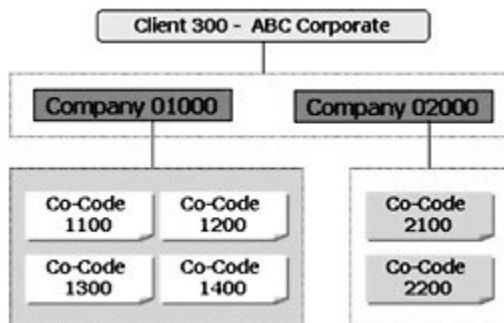 Client 300 - ABC Corporate
Company 01000
Company 02000
Co-Code
1100
Co-Code
1200
Co-Code
1300
Co-Code
1400
Co-Code
2100
Co-Code
2200